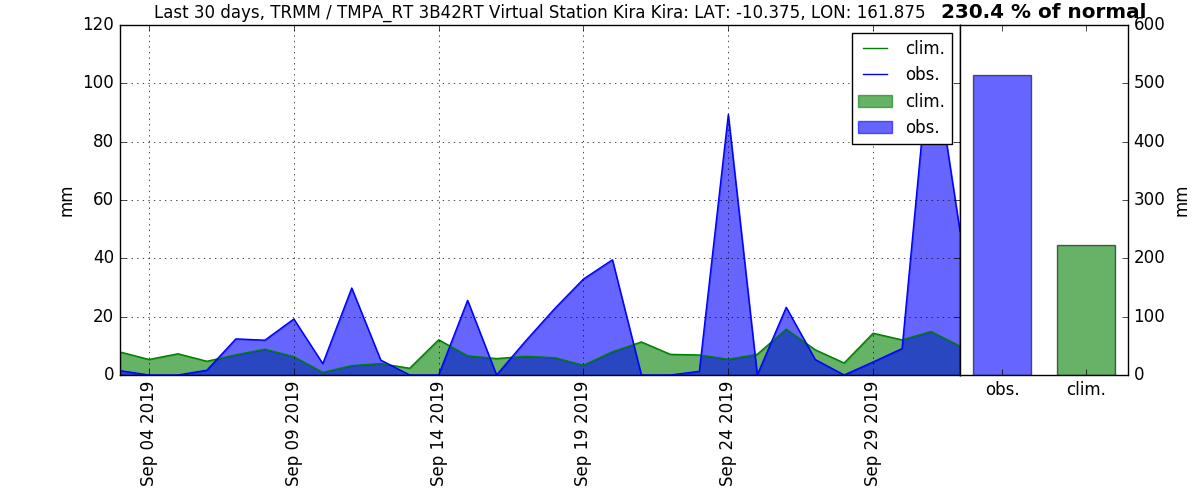 Last 30 days, TRMM / TMPA_RT 3B42RT Virtual Station Kira Kira: LAT: -10.375, LON: 161.875 230.4 % of normal
120
100
80
60
40
20
0
mm
clim.
obs.
clim.
obs.
600
500
400
300
200
100
0
mm
Sep 04 2019
Sep 09 2019
Sep 14 2019
Sep 19 2019
Sep 24 2019
Sep 29 2019
obs.
clim.